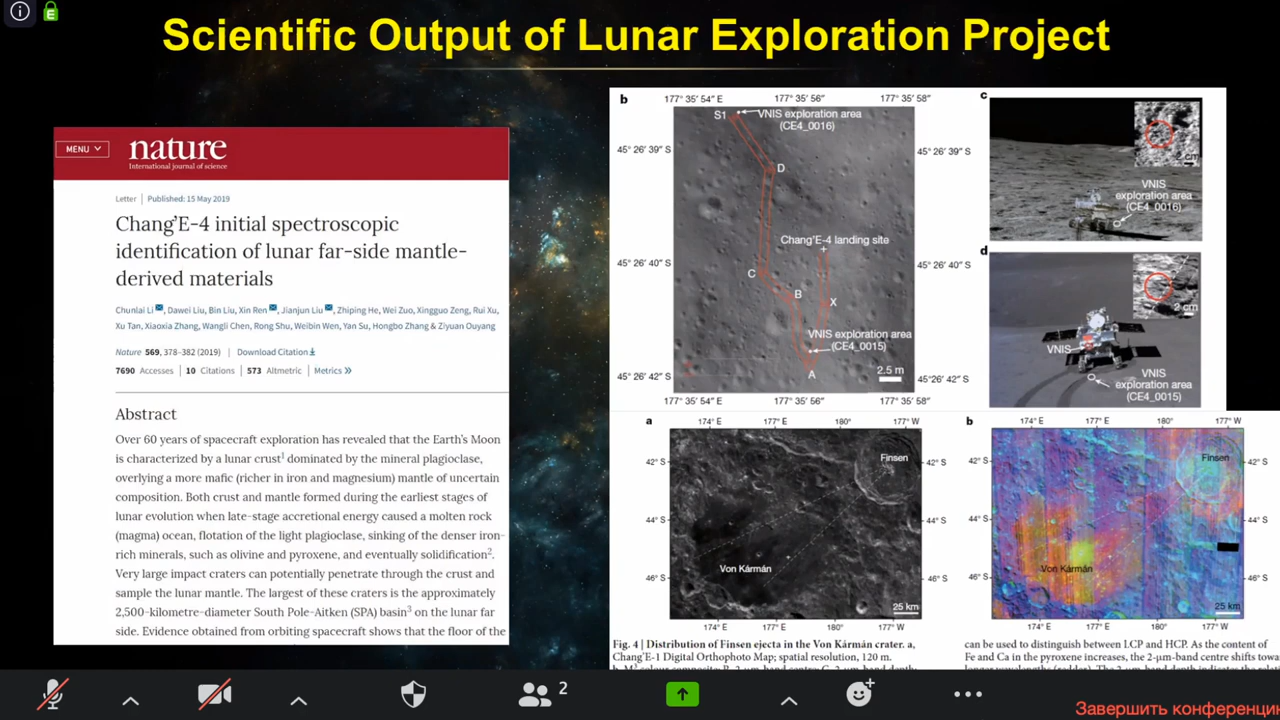 Scientific Output of Lunar Exploration Project
MENU
nature
International journal of science
Letter | Published: 15 May 2019
Chang'E-4 initial spectroscopic
identification of lunar far-side mantle-
derived materials
Chunlai Li, Dawei Liu, Bin Liu, Xin Ren, Jianjun Liu, Zhiping He, Wei Zuo, Xingguo Zeng, Rui Xu,
Xu Tan, Xiaoxia Zhang, Wangli Chen, Rong Shu, Weibin Wen, Yan Su, Hongbo Zhang & Ziyuan Ouyang
Nature 569, 378-382 (2019) | Download Citation
7690 Accesses | 10 Citations | 573 Altmetric | Metrics
Abstract
Over 60 years of spacecraft exploration has revealed that the Earth's Moon
is characterized by a lunar crust1 dominated by the mineral plagioclase,
overlying a more mafic (richer in iron and magnesium) mantle of uncertain
composition. Both crust and mantle formed during the earliest stages of
lunar evolution when late-stage accretional energy caused a molten rock
(magma) ocean, flotation of the light plagioclase, sinking of the denser iron-
rich minerals, such as olivine and pyroxene, and eventually solidification2.
Very large impact craters can potentially penetrate through the crust and
sample the lunar mantle. The largest of these craters is the approximately
2,500-kilometre-diameter South Pole-Aitken (SPA) basin3 on the lunar far
side. Evidence obtained from orbiting spacecraft shows that the floor of the
b
177° 35′ 54″ E 177° 35′ 56″ 177° 35′ 58″
S1
VNIS exploration area
(CE4_0016)
45° 26′ 39″ S 45° 26′ 39″ S
D
Chang'E-4 landing site
45° 26′ 40″ S 45° 26′ 40″ S
C
B
X
VNIS exploration area
(CE4_0015)
A
45° 26′ 42″ S 45°26′ 42″ S
2.5 m
177° 35′ 54″ E 177° 35′ 56″ 177° 35′ 58″
c
VNIS
exploration area
(CE4_0016)
d
2 cm
VNIS
VNIS
exploration area
(CE4_0015)
a
174° E 177° E 180° 177° W
Finsen
42° S 42° S
44° S 44° S
Von Kármán
46° S 46° S
25 km
174° E 177° E 180° 177° W
b
174° E 177° E 180° 177° W
Finsen
42° S 42° S
44° S 44° S
Von Kármán
46° S 46° S
25 km
174° E 177° E 180° 177° W
Fig. 4 | Distribution of Finsen ejecta in the Von Kármán crater. a,
Chang'E-1 Digital Orthophoto Map; spatial resolution, 120 m.
can be used to distinguish between LCP and HCP. As the content of
Fe and Ca in the pyroxene increases, the 2-μm-band centre shifts towa
2
Завершить конференци